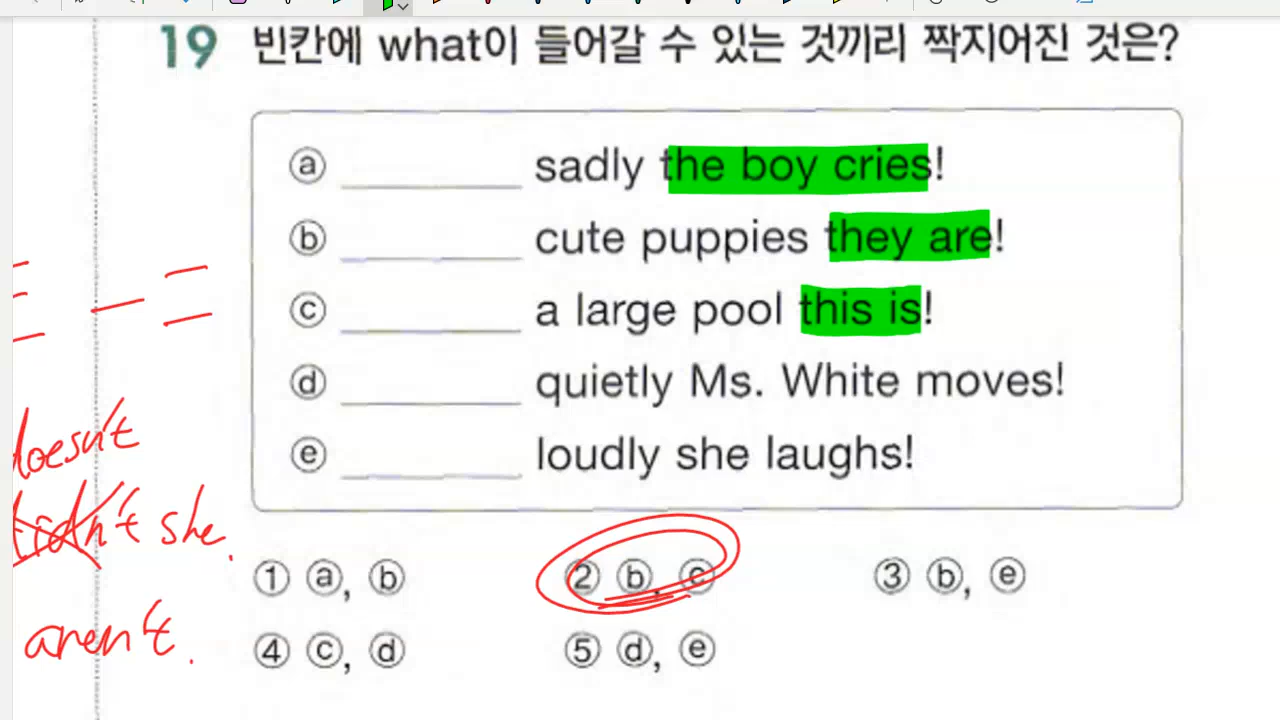 19 빈칸에 what이 들어갈 수 있는 것끼리 짝지어진 것은?
ⓐ ________ sadly the boy cries!
ⓑ ________ cute puppies they are!
ⓒ ________ a large pool this is!
ⓓ ________ quietly Ms. White moves!
ⓔ ________ loudly she laughs!
doesn't
didn't she.
aren't.
① ⓐ, ⓑ
② ⓑ, ⓒ
③ ⓑ, ⓔ
④ ⓒ, ⓓ
⑤ ⓓ, ⓔ